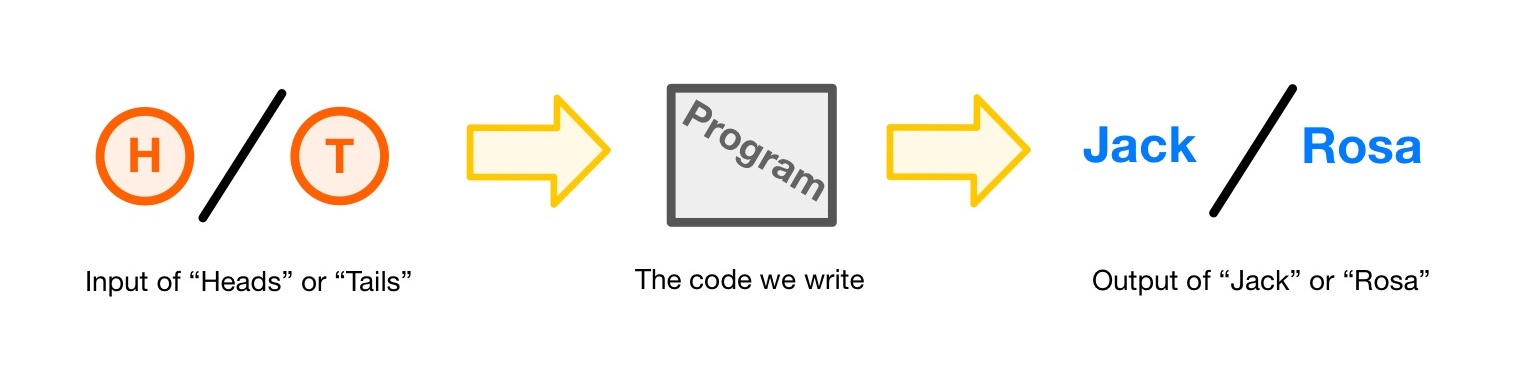 H / T
Program
Jack / Rosa
Input of “Heads” or “Tails”
The code we write
Output of “Jack” or “Rosa”